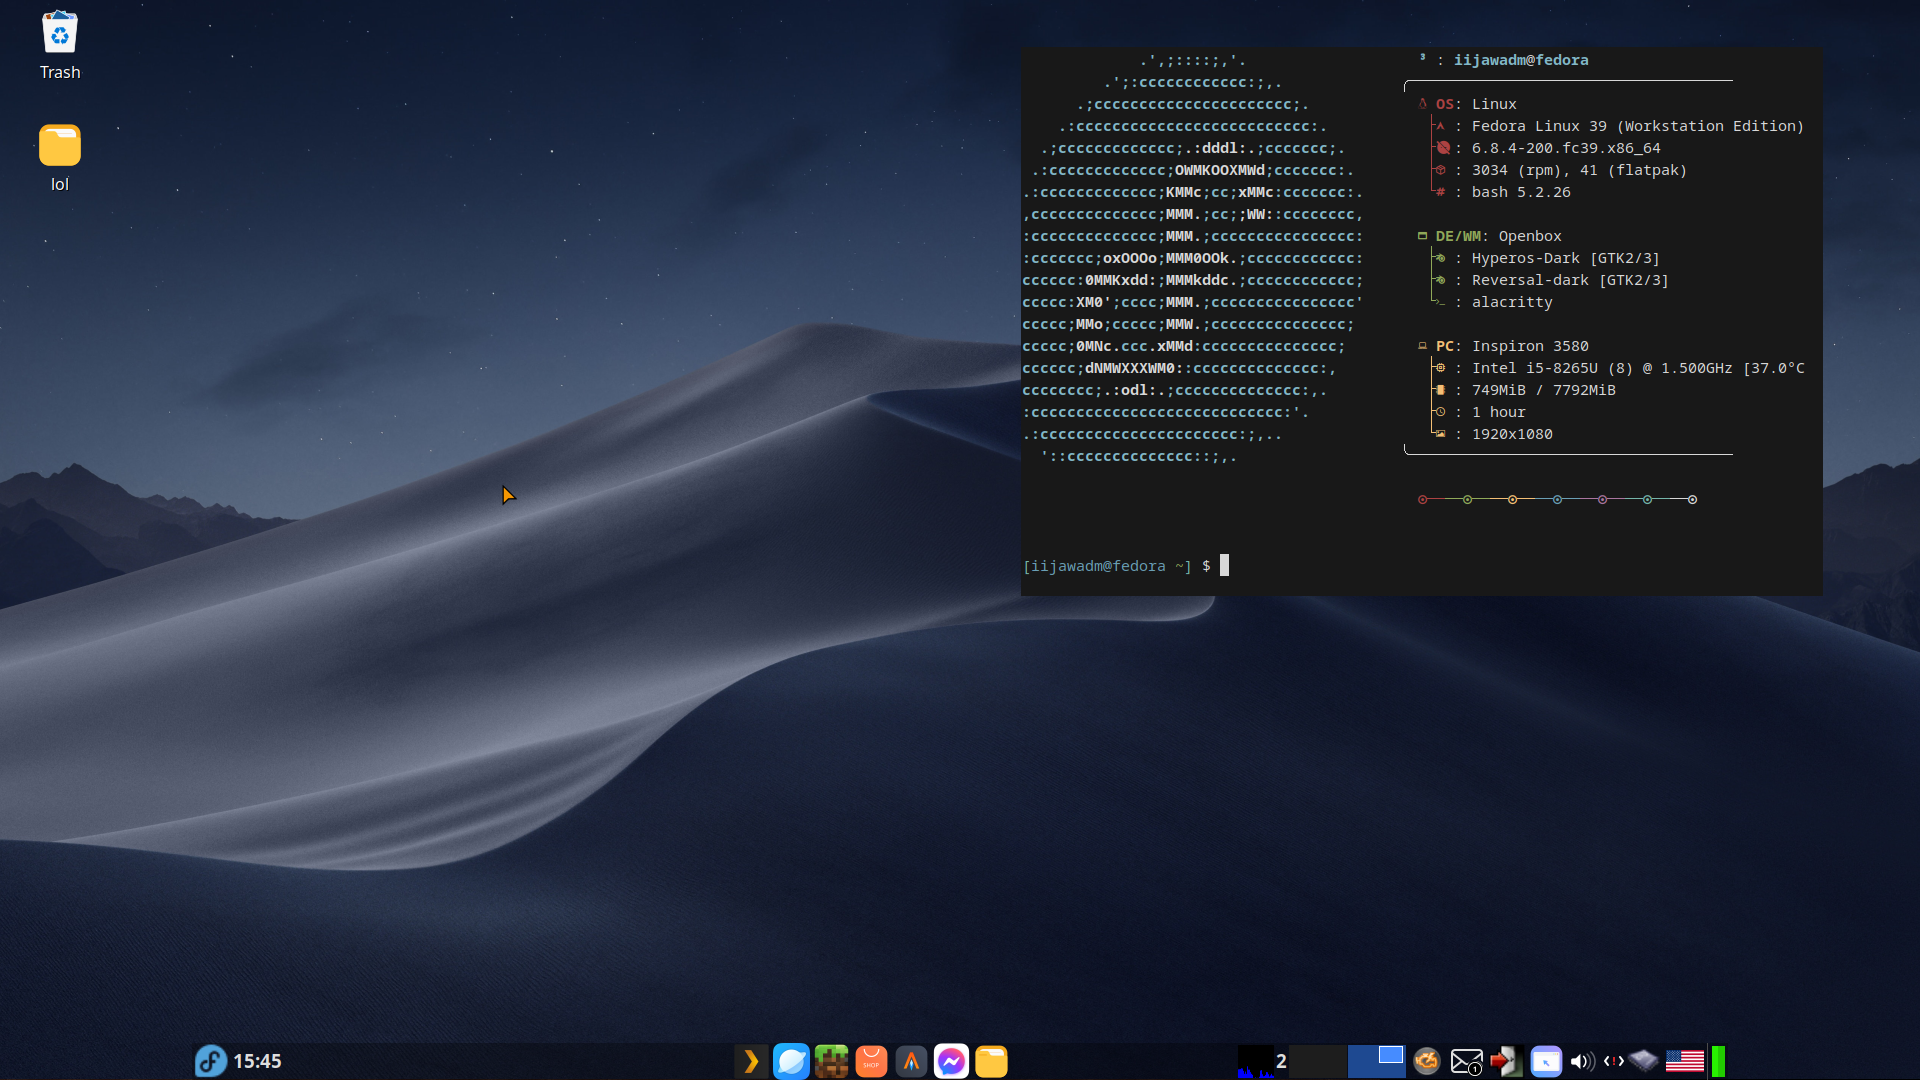 Trash
lol
.',;::::;,'.
.';:cccccccccccc:;,.
.;cccccccccccccccccccccc;.
.:cccccccccccccccccccccccccc:.
.;ccccccccccccc;.:dddl:.;ccccccc;.
.:ccccccccccccc;OWMKOOXMWd;ccccccc:.
.:ccccccccccccc;KMMc;cc;xMMc:ccccccc:.
,cccccccccccccc;MMM.;cc;;WW::cccccccc,
:cccccccccccccc;MMM.;cccccccccccccccc:
:ccccccc;oxOOOo;MMM0OOk.;cccccccccccc:
cccccc:0MMKxdd:;MMMkddc.;cccccccccccc;
ccccc:XM0';cccc;MMM.;cccccccccccccccc'
ccccc;MMo;ccccc;MMW.;ccccccccccccccc;
ccccc;0MNc.ccc.xMMd:ccccccccccccccc;
cccccc;dNMWXXXWM0::cccccccccccccc:,
cccccccc;.:odl:.;cccccccccccccc:,.
:cccccccccccccccccccccccccccc:'.
.:cccccccccccccccccccccc:;,..
'::cccccccccccccc::;,.
³ : iijawadm@fedora
OS: Linux
: Fedora Linux 39 (Workstation Edition)
: 6.8.4-200.fc39.x86_64
: 3034 (rpm), 41 (flatpak)
# : bash 5.2.26
DE/WM: Openbox
: Hyperos-Dark [GTK2/3]
: Reversal-dark [GTK2/3]
: alacritty
PC: Inspiron 3580
: Intel i5-8265U (8) @ 1.500GHz [37.0°C
: 749MiB / 7792MiB
: 1 hour
: 1920x1080
[iijawadm@fedora ~] $
15:45
SHOP
2
1